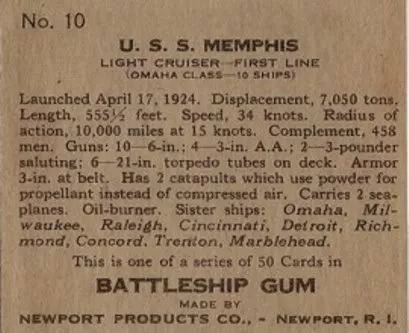 No. 10
U. S. S. MEMPHIS
LIGHT CRUISER—FIRST LINE
(OMAHA CLASS—10 SHIPS)
Launched April 17, 1924. Displacement, 7,050 tons.
Length, 555½ feet. Speed, 34 knots. Radius of
action, 10,000 miles at 15 knots. Complement, 458
men. Guns: 10—6-in.; 4—3-in. A.A.; 2—3-pounder
saluting; 6—21-in. torpedo tubes on deck. Armor
3-in. at belt. Has 2 catapults which use powder for
propellant instead of compressed air. Carries 2 sea-
planes. Oil-burner. Sister ships: Omaha, Mil-
waukee, Raleigh, Cincinnati, Detroit, Rich-
mond, Concord, Trenton, Marblehead.
This is one of a series of 50 Cards in
BATTLESHIP GUM
MADE BY
NEWPORT PRODUCTS CO., - NEWPORT, R. I.